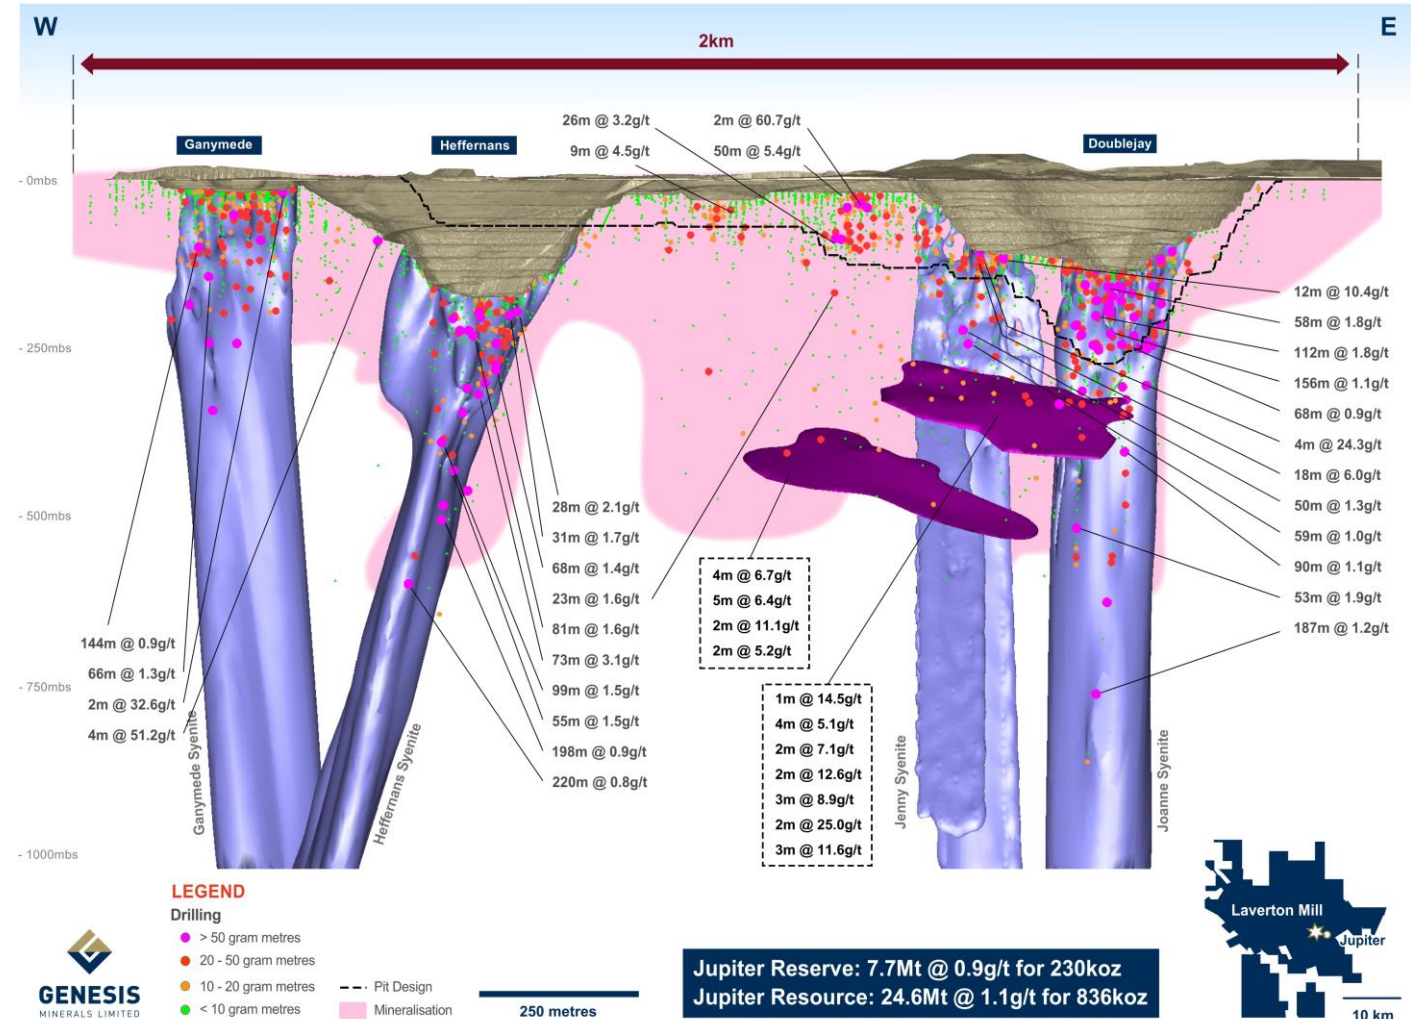 W
E
2km
Ganymede
Heffernans
Doublejay
26m @ 3.2g/t
9m @ 4.5g/t
2m @ 60.7g/t
50m @ 5.4g/t
- 0mbs
- 250mbs
- 500mbs
- 750mbs
- 1000mbs
144m @ 0.9g/t
66m @ 1.3g/t
2m @ 32.6g/t
4m @ 51.2g/t
28m @ 2.1g/t
31m @ 1.7g/t
68m @ 1.4g/t
23m @ 1.6g/t
81m @ 1.6g/t
73m @ 3.1g/t
99m @ 1.5g/t
55m @ 1.5g/t
198m @ 0.9g/t
220m @ 0.8g/t
4m @ 6.7g/t
5m @ 6.4g/t
2m @ 11.1g/t
2m @ 5.2g/t
1m @ 14.5g/t
4m @ 5.1g/t
2m @ 7.1g/t
2m @ 12.6g/t
3m @ 8.9g/t
2m @ 25.0g/t
3m @ 11.6g/t
12m @ 10.4g/t
58m @ 1.8g/t
112m @ 1.8g/t
156m @ 1.1g/t
68m @ 0.9g/t
4m @ 24.3g/t
18m @ 6.0g/t
50m @ 1.3g/t
59m @ 1.0g/t
90m @ 1.1g/t
53m @ 1.9g/t
187m @ 1.2g/t
Ganymede Syenite
Heffernans Syenite
Jenny Syenite
Joanne Syenite
GENESIS
MINERALS LIMITED
LEGEND
Drilling
> 50 gram metres
20 - 50 gram metres
10 - 20 gram metres
< 10 gram metres
Pit Design
Mineralisation
250 metres
Jupiter Reserve: 7.7Mt @ 0.9g/t for 230koz
Jupiter Resource: 24.6Mt @ 1.1g/t for 836koz
Laverton Mill
Jupiter
10 km